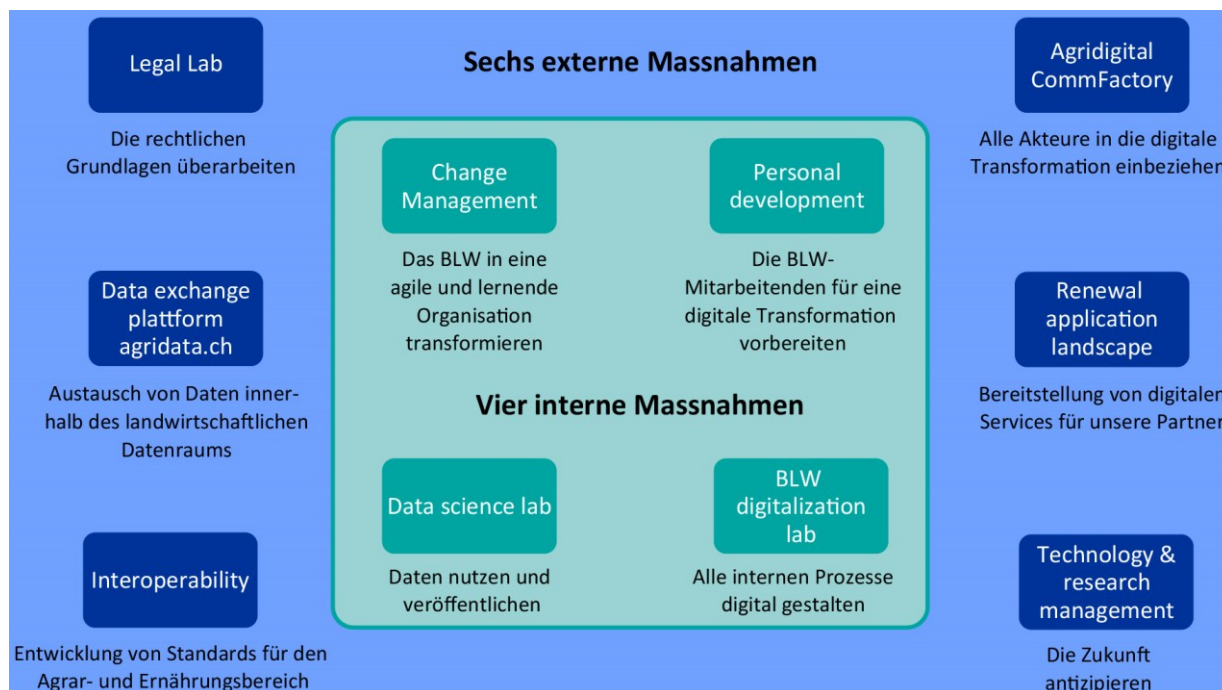 Legal Lab
Die rechtlichen
Grundlagen überarbeiten
Data exchange
plattform
agridata.ch
Austausch von Daten inner-
halb des landwirtschaftlichen
Datenraums
Interoperability
Entwicklung von Standards für den
Agrar- und Ernährungsbereich
Sechs externe Massnahmen
Change
Management
Das BLW in eine
agile und lernende
Organisation
transformieren
Personal
development
Die BLW-
Mitarbeitenden für eine
digitale Transformation
vorbereiten
Vier interne Massnahmen
Data science lab
Daten nutzen und
veröffentlichen
BLW
digitalization
lab
Alle internen Prozesse
digital gestalten
Agridigital
CommFactory
Alle Akteure in die digitale
Transformation einbeziehen
Renewal
application
landscape
Bereitstellung von digitalen
Services für unsere Partner
Technology &
research
management
Die Zukunft
antizipieren